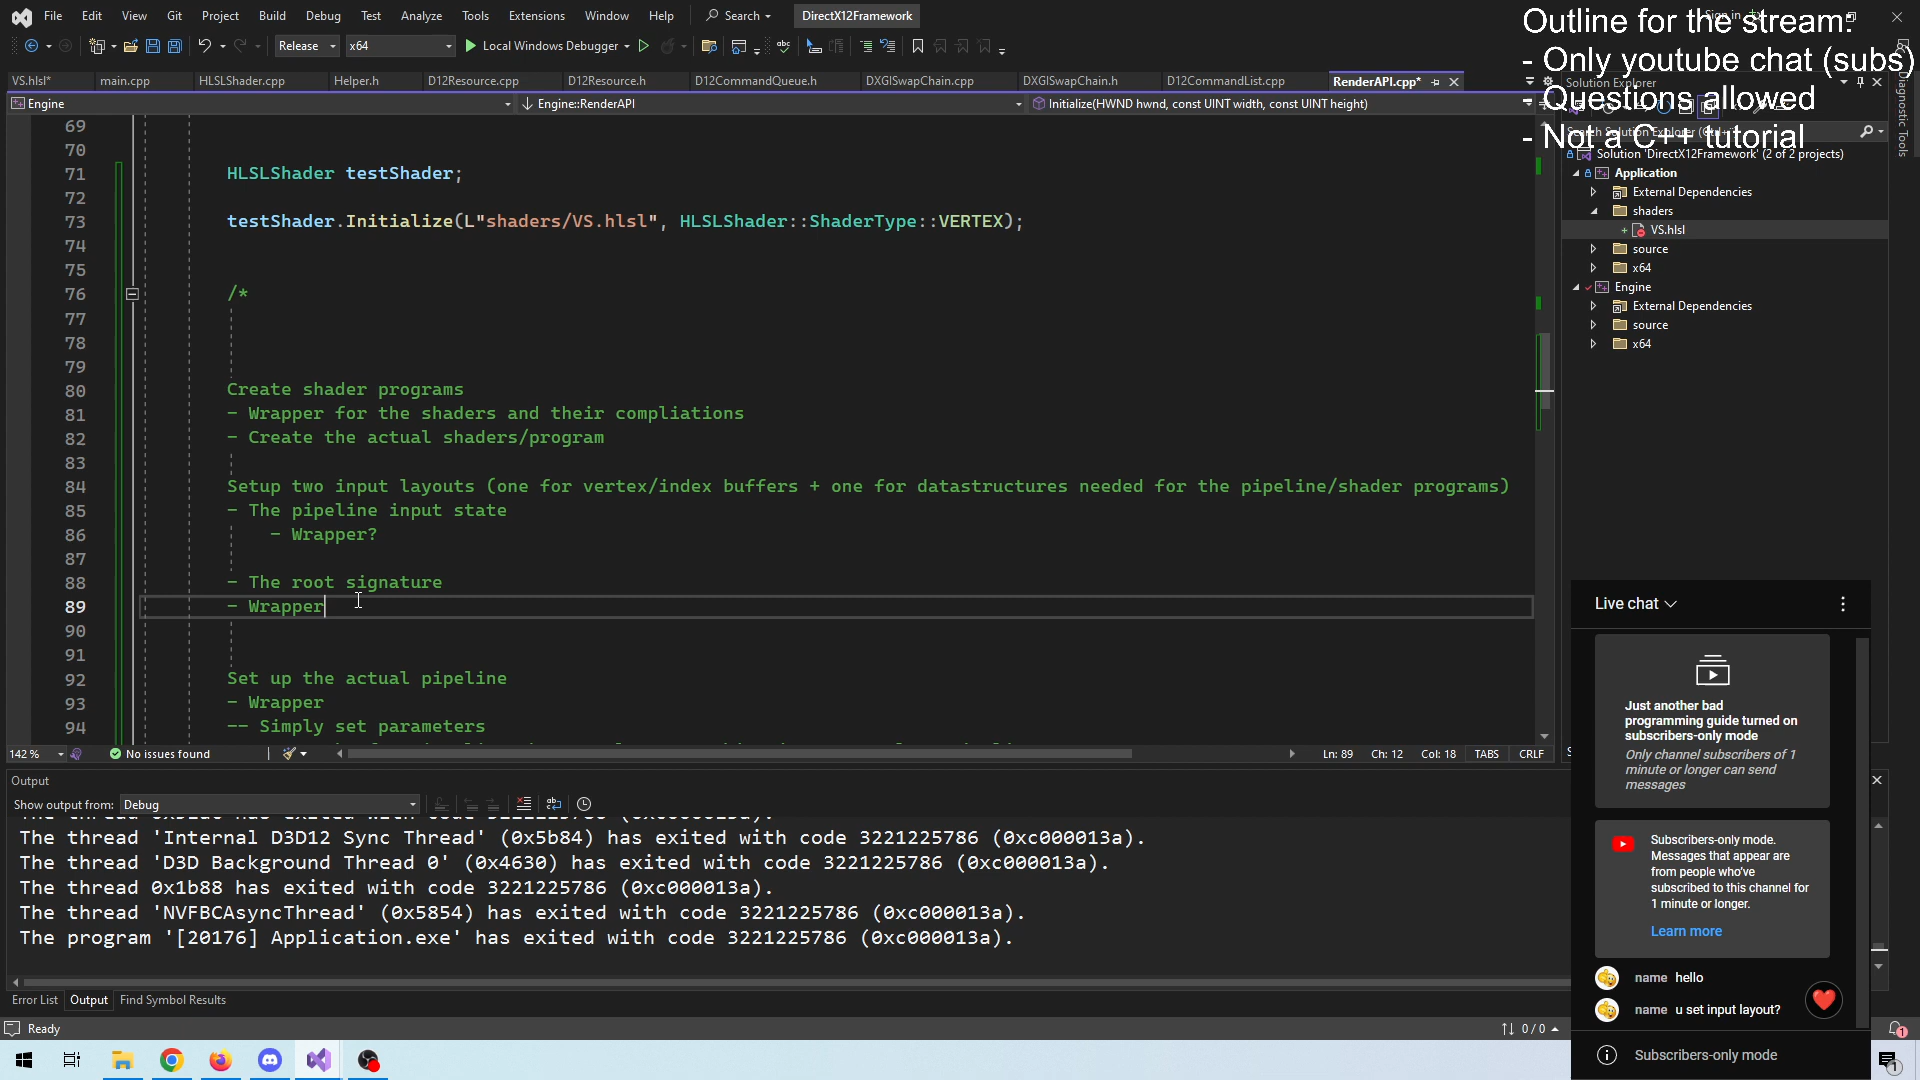 File Edit View Git Project Build Debug Test Analyze Tools Extensions Window Help Search DirectX12Framework
Outline for the stream:
- Only youtube chat (subs)
- Questions allowed
- Not a C++ tutorial
Release x64 Local Windows Debugger
VS.hlsl* main.cpp HLSLShader.cpp Helper.h D12Resource.cpp D12Resource.h D12CommandQueue.h DXGISwapChain.cpp DXGISwapChain.h D12CommandList.cpp RenderAPI.cpp*
Engine Engine::RenderAPI Initialize(HWND hwnd, const UINT width, const UINT height)
69
70
71 HLSLShader testShader;
72
73 testShader.Initialize(L"shaders/VS.hlsl", HLSLShader::ShaderType::VERTEX);
74
75
76 /*
77
78
79
80 Create shader programs
81 - Wrapper for the shaders and their compliations
82 - Create the actual shaders/program
83
84 Setup two input layouts (one for vertex/index buffers + one for datastructures needed for the pipeline/shader programs)
85 - The pipeline input state
86 - Wrapper?
87
88 - The root signature
89 - Wrapper
90
91
92 Set up the actual pipeline
93 - Wrapper
94 -- Simply set parameters
142 % No issues found Ln: 89 Ch: 12 Col: 18 TABS CRLF
Solution Explorer
Solution 'DirectX12Framework' (2 of 2 projects)
Application
External Dependencies
shaders
VS.hlsl
source
x64
Engine
External Dependencies
source
x64
Diagnostic Tools
Output
Show output from: Debug
The thread 'Internal D3D12 Sync Thread' (0x5b84) has exited with code 3221225786 (0xc000013a).
The thread 'D3D Background Thread 0' (0x4630) has exited with code 3221225786 (0xc000013a).
The thread 0x1b88 has exited with code 3221225786 (0xc000013a).
The thread 'NVFBCAsyncThread' (0x5854) has exited with code 3221225786 (0xc000013a).
The program '[20176] Application.exe' has exited with code 3221225786 (0xc000013a).
Error List Output Find Symbol Results
Ready 0 / 0
Live chat
Just another bad
programming guide turned on
subscribers-only mode
Only channel subscribers of 1
minute or longer can send
messages
Subscribers-only mode.
Messages that appear are
from people who've
subscribed to this channel for
1 minute or longer.
Learn more
name hello
name u set input layout?
Subscribers-only mode
1
1